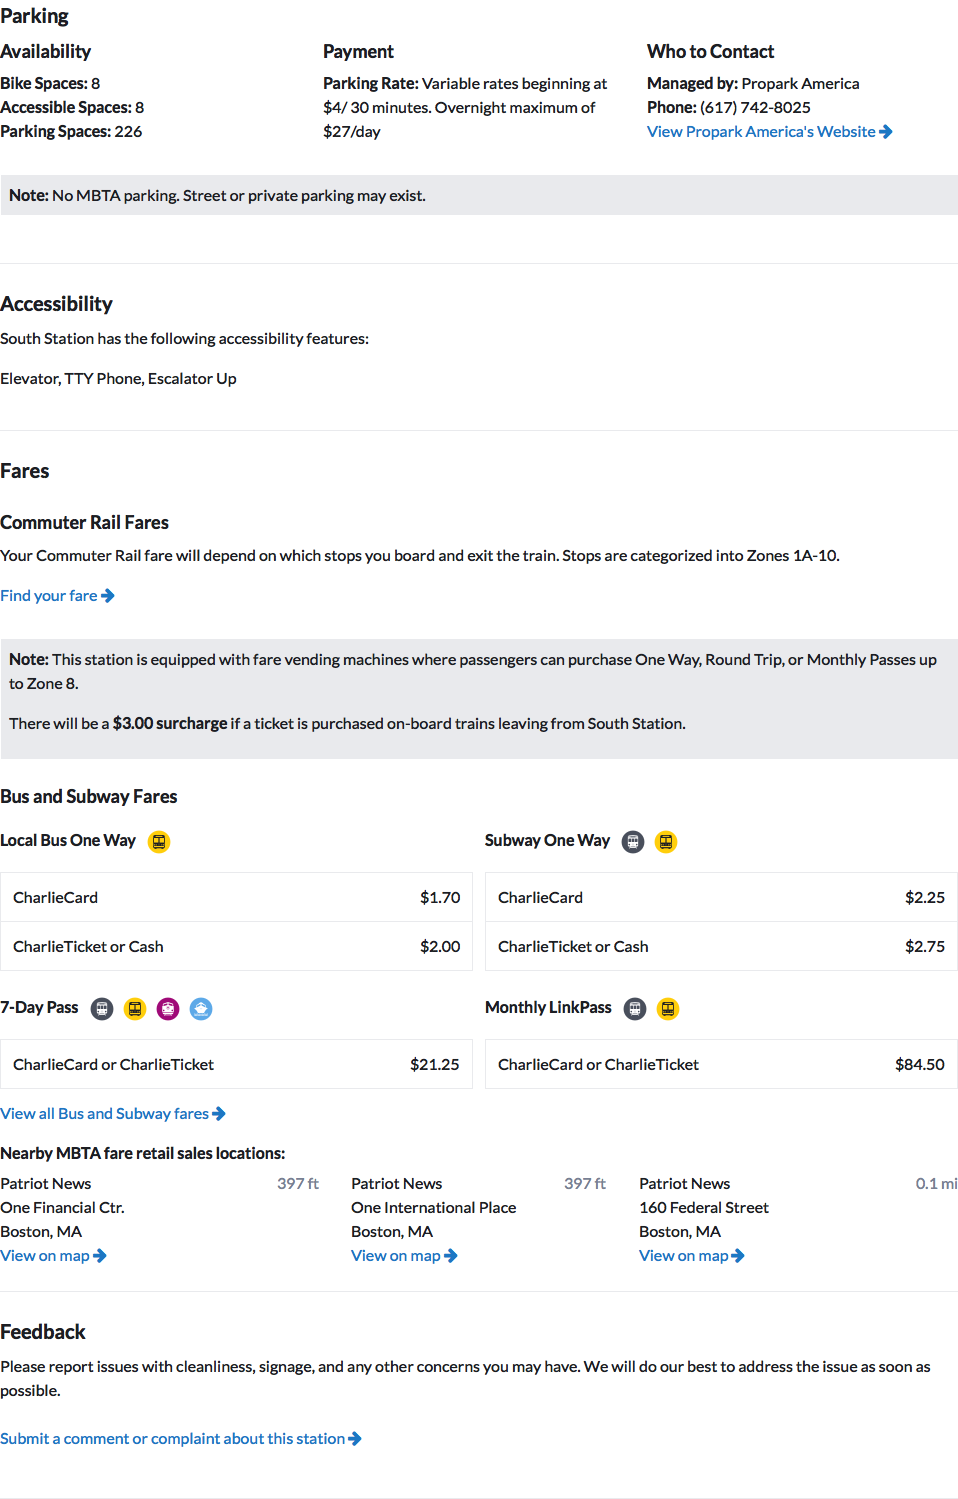 Parking
Availability
Bike Spaces: 8
Accessible Spaces: 8
Parking Spaces: 226
Payment
Parking Rate: Variable rates beginning at
$4/ 30 minutes. Overnight maximum of
$27/day
Who to Contact
Managed by: Propark America
Phone: (617) 742-8025
View Propark America's Website
Note: No MBTA parking. Street or private parking may exist.
Accessibility
South Station has the following accessibility features:
Elevator, TTY Phone, Escalator Up
Fares
Commuter Rail Fares
Your Commuter Rail fare will depend on which stops you board and exit the train. Stops are categorized into Zones 1A-10.
Find your fare
Note: This station is equipped with fare vending machines where passengers can purchase One Way, Round Trip, or Monthly Passes up
to Zone 8.
There will be a $3.00 surcharge if a ticket is purchased on-board trains leaving from South Station.
Bus and Subway Fares
Local Bus One Way
CharlieCard $1.70
CharlieTicket or Cash $2.00
Subway One Way
CharlieCard $2.25
CharlieTicket or Cash $2.75
7-Day Pass
CharlieCard or CharlieTicket $21.25
Monthly LinkPass
CharlieCard or CharlieTicket $84.50
View all Bus and Subway fares
Nearby MBTA fare retail sales locations:
Patriot News 397 ft
One Financial Ctr.
Boston, MA
View on map
Patriot News 397 ft
One International Place
Boston, MA
View on map
Patriot News 0.1 mi
160 Federal Street
Boston, MA
View on map
Feedback
Please report issues with cleanliness, signage, and any other concerns you may have. We will do our best to address the issue as soon as
possible.
Submit a comment or complaint about this station